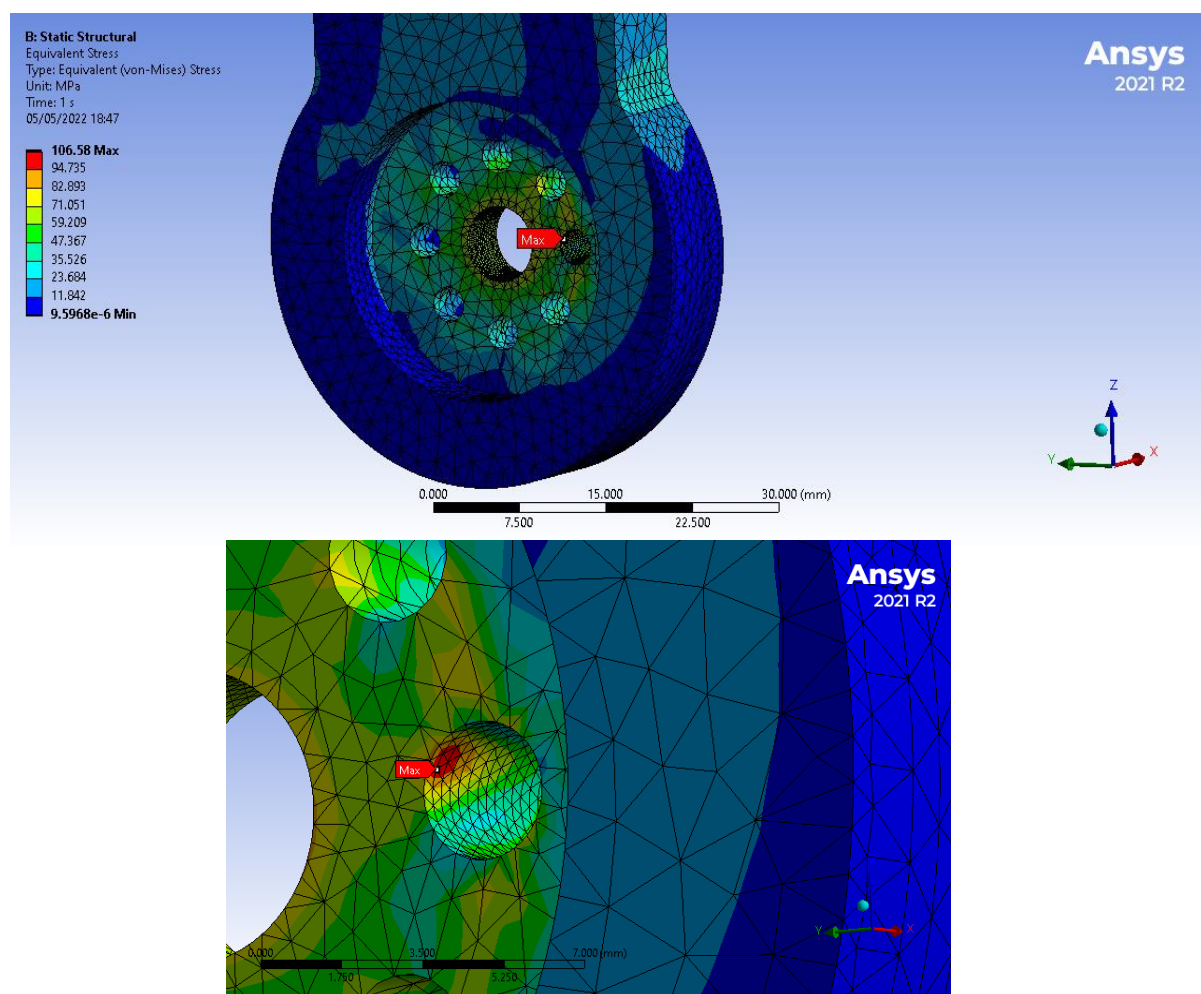 B: Static Structural
Equivalent Stress
Type: Equivalent (von-Mises) Stress
Unit: MPa
Time: 1 s
05/05/2022 18:47
106.58 Max
94.735
82.893
71.051
59.209
47.367
35.526
23.684
11.842
9.5968e-6 Min
Ansys
2021 R2
Max
Z
Y
X
0.000 15.000 30.000 (mm)
7.500 22.500
Ansys
2021 R2
Max
Y
X
0.000 3.500 7.000 (mm)
1.750 5.250